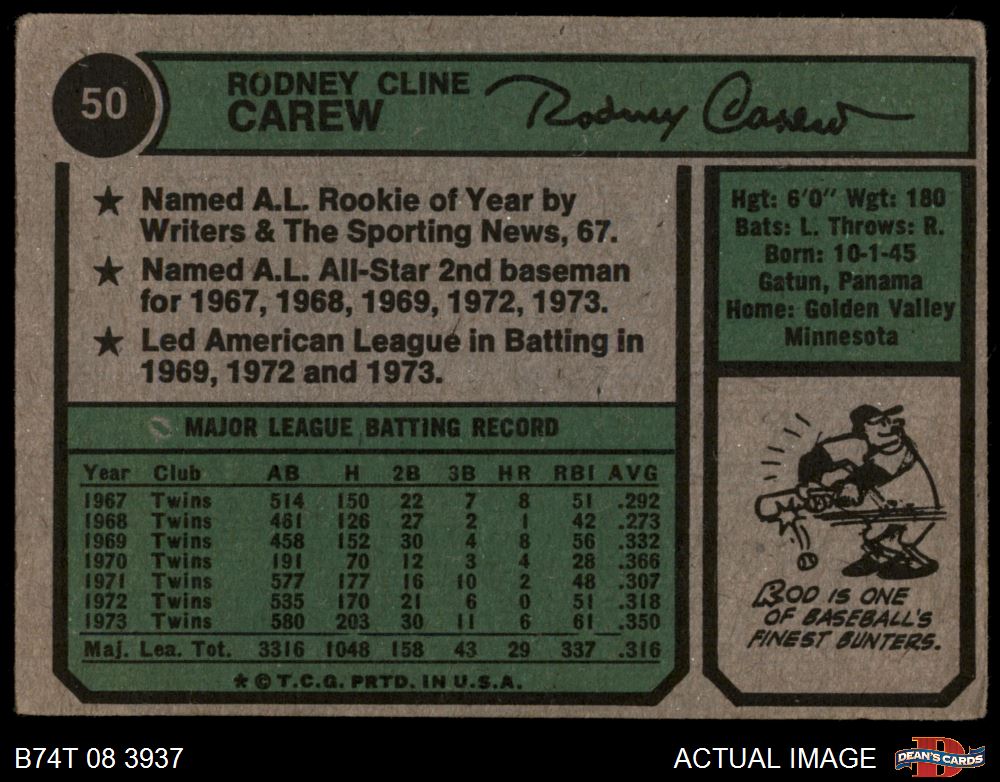 50
RODNEY CLINE
CAREW
Rodney Carew
★ Named A.L. Rookie of Year by
Writers & The Sporting News, 67.
★ Named A.L. All-Star 2nd baseman
for 1967, 1968, 1969, 1972, 1973.
★ Led American League in Batting in
1969, 1972 and 1973.
Hgt: 6'0" Wgt: 180
Bats: L. Throws: R.
Born: 10-1-45
Gatun, Panama
Home: Golden Valley
Minnesota
MAJOR LEAGUE BATTING RECORD
Year Club AB H 2B 3B HR RBI AVG
1967 Twins 514 150 22 7 8 51 .292
1968 Twins 461 126 27 2 1 42 .273
1969 Twins 458 152 30 4 8 56 .332
1970 Twins 191 70 12 3 4 28 .366
1971 Twins 577 177 16 10 2 48 .307
1972 Twins 535 170 21 6 0 51 .318
1973 Twins 580 203 30 11 6 61 .350
Maj. Lea. Tot. 3316 1048 158 43 29 337 .316
* © T.C.G. PRTD. IN U.S.A.
ROD IS ONE
OF BASEBALL'S
FINEST BUNTERS.
B74T 08 3937
ACTUAL IMAGE
D
DEAN'S CARDS